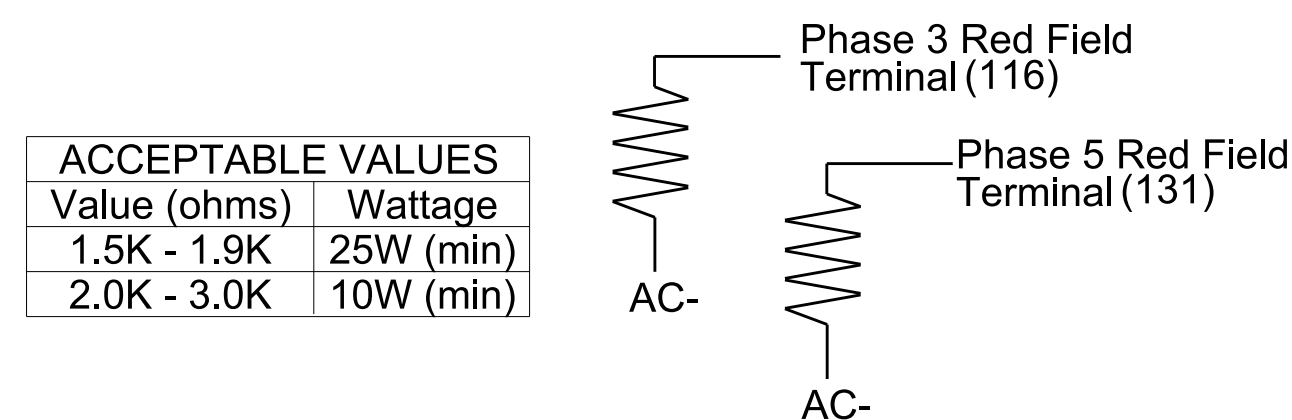 Phase 3 Red Field
Terminal (116)
ACCEPTABLE VALUES
Value (ohms) Wattage
1.5K - 1.9K 25W (min)
2.0K - 3.0K 10W (min)
Phase 5 Red Field
Terminal (131)
AC-
AC-